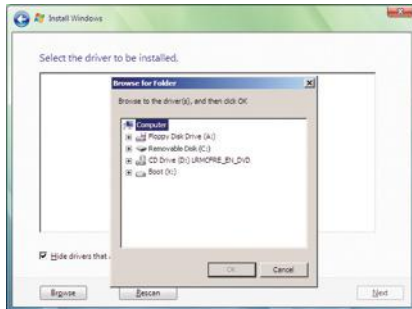 Install Windows
Select the driver to be installed.
Browse for Folder
Browse to the driver(s), and then click OK
Computer
Floppy Disk Drive (A:)
Removable Disk (C:)
CD Drive (D:) LRMCFRE_EN_DVD
Boot (X:)
OK
Cancel
Hide drivers that
Browse
Rescan
Next